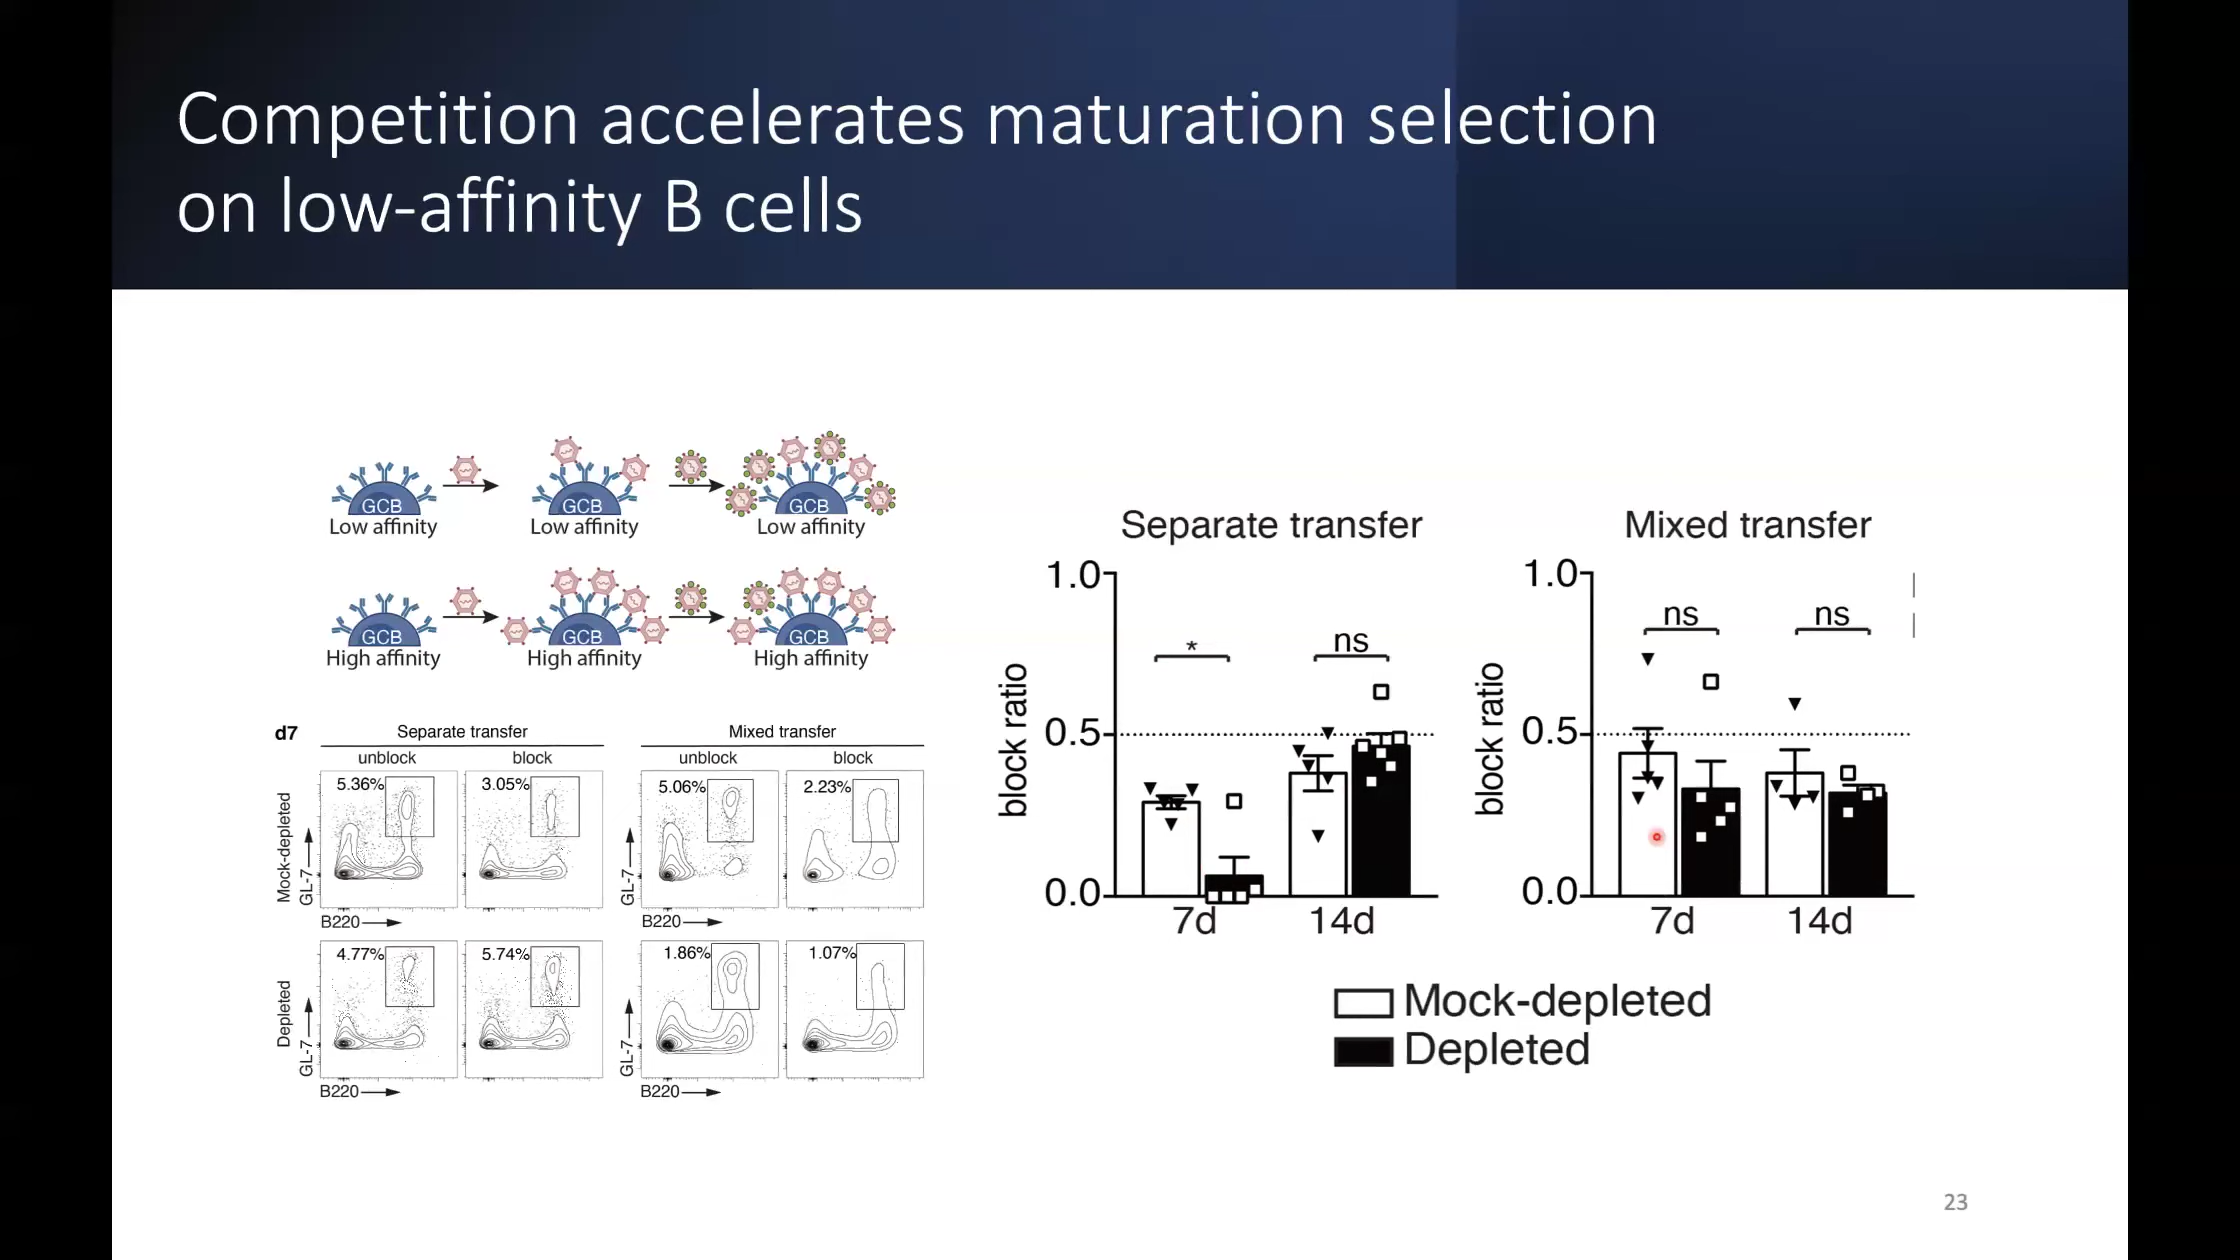 Competition accelerates maturation selection
on low-affinity B cells
GCB
Low affinity
GCB
Low affinity
GCB
Low affinity
GCB
High affinity
GCB
High affinity
GCB
High affinity
d7
Separate transfer
Mixed transfer
unblock
block
unblock
block
Mock-depleted
GL-7
5.36%
3.05%
GL-7
5.06%
2.23%
B220
B220
Depleted
GL-7
4.77%
5.74%
GL-7
1.86%
1.07%
B220
B220
Separate transfer
block ratio
1.0
0.5
0.0
*
ns
7d
14d
Mixed transfer
block ratio
1.0
0.5
0.0
ns
ns
7d
14d
Mock-depleted
Depleted
23